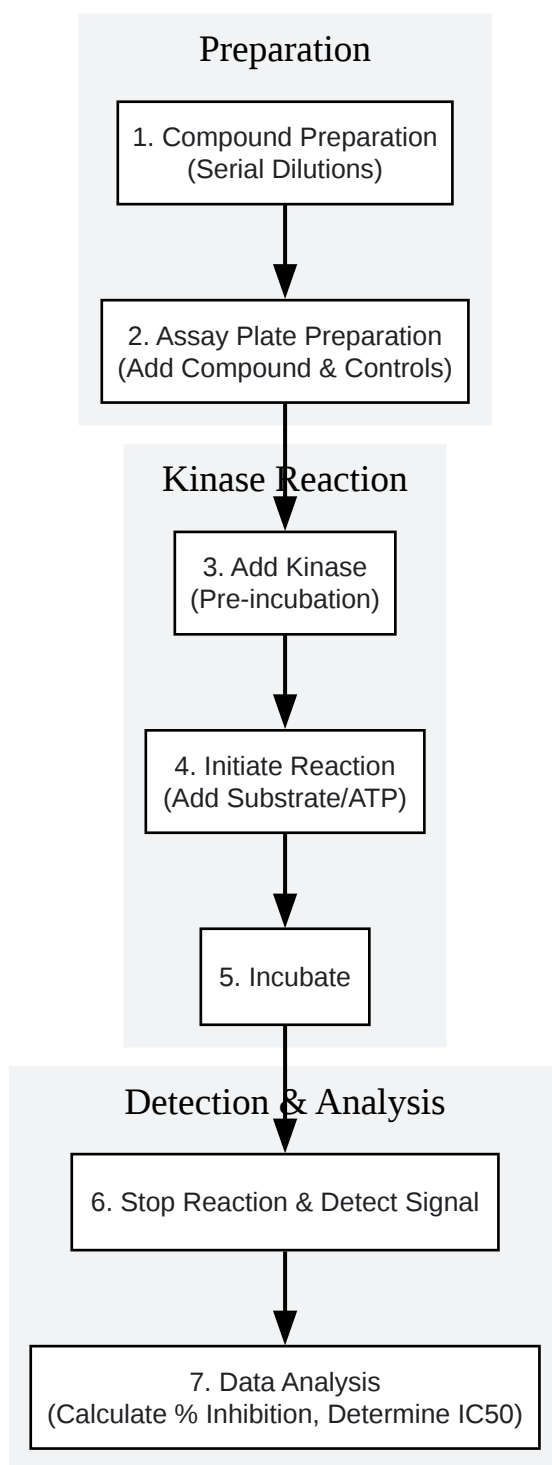 Preparation
1. Compound Preparation
(Serial Dilutions)
2. Assay Plate Preparation
(Add Compound & Controls)
Kinase Reaction
3. Add Kinase
(Pre-incubation)
4. Initiate Reaction
(Add Substrate/ATP)
5. Incubate
Detection & Analysis
6. Stop Reaction & Detect Signal
7. Data Analysis
(Calculate % Inhibition, Determine IC50)